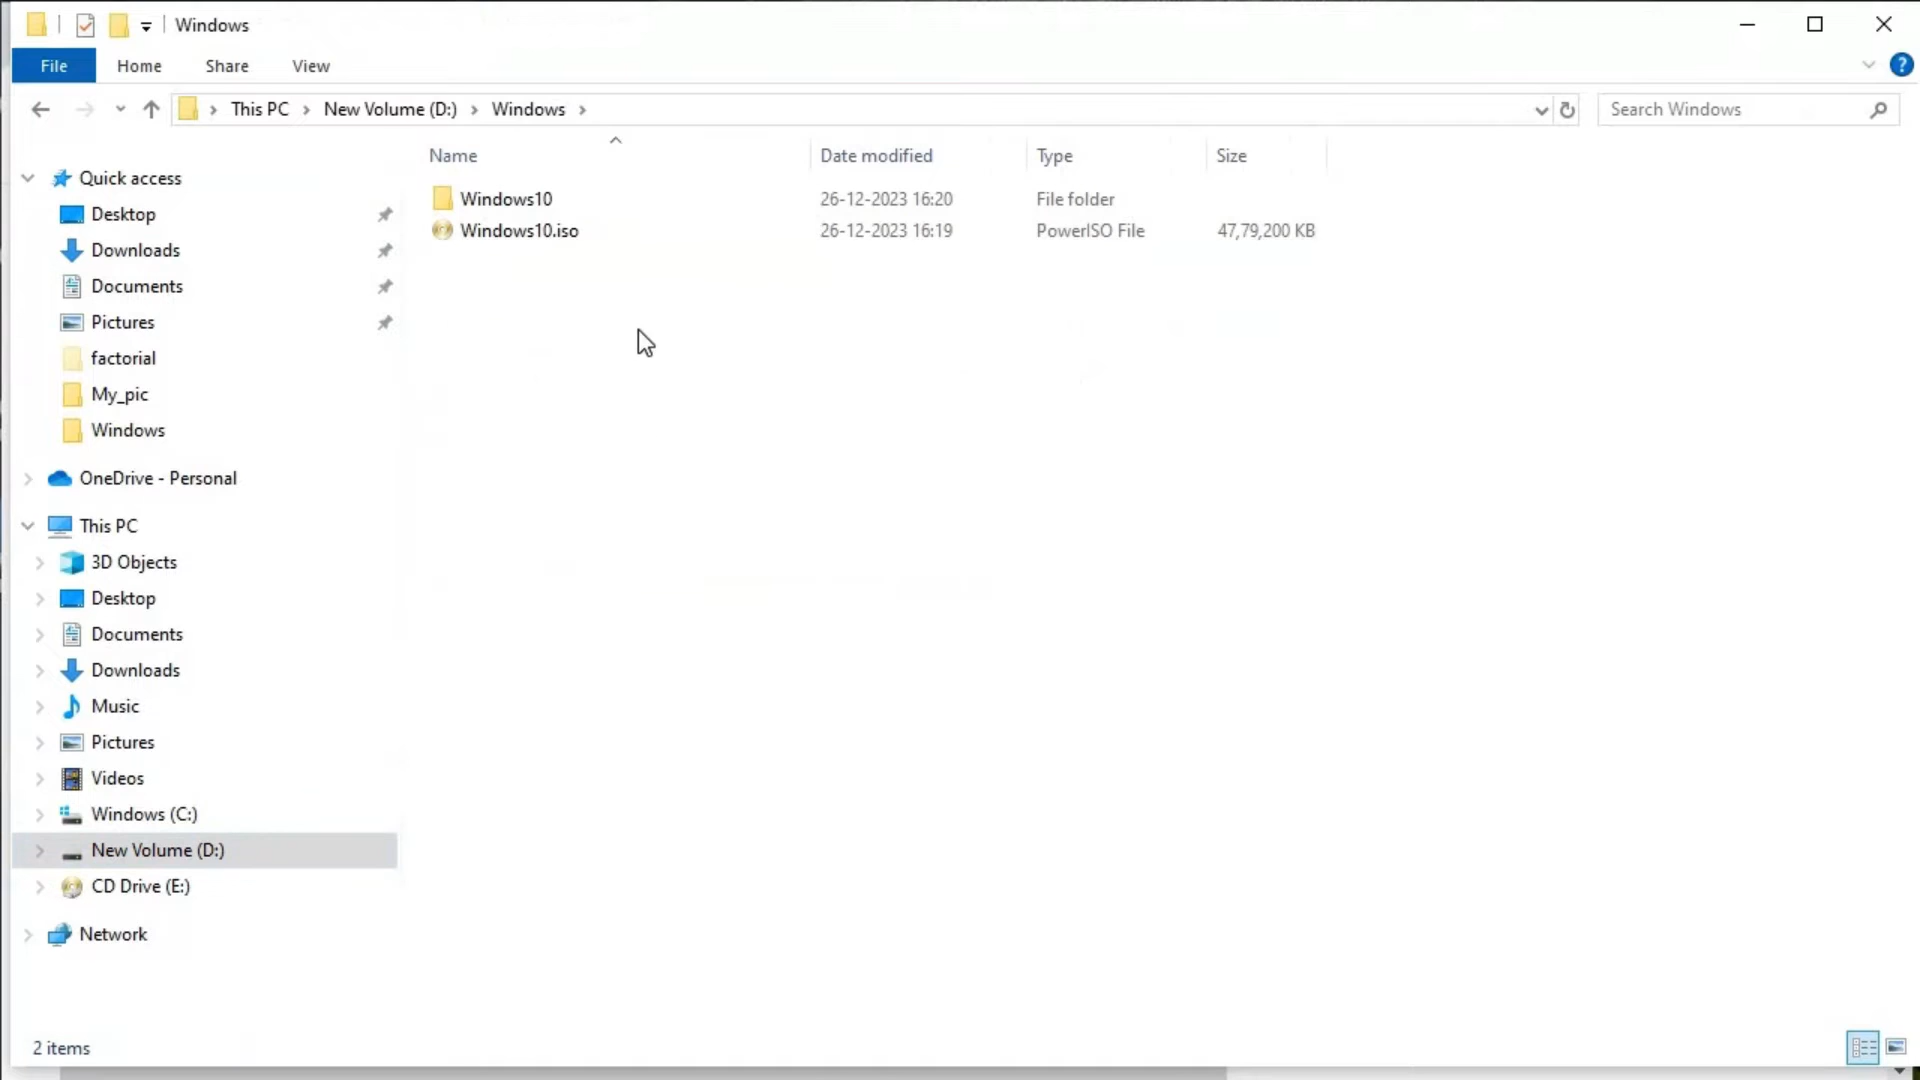 Windows
File Home Share View
This PC New Volume (D:) Windows
Search Windows
Name Date modified Type Size
Windows10 26-12-2023 16:20 File folder
Windows10.iso 26-12-2023 16:19 PowerISO File 47,79,200 KB
Quick access
Desktop
Downloads
Documents
Pictures
factorial
My_pic
Windows
OneDrive - Personal
This PC
3D Objects
Desktop
Documents
Downloads
Music
Pictures
Videos
Windows (C:)
New Volume (D:)
CD Drive (E:)
Network
2 items